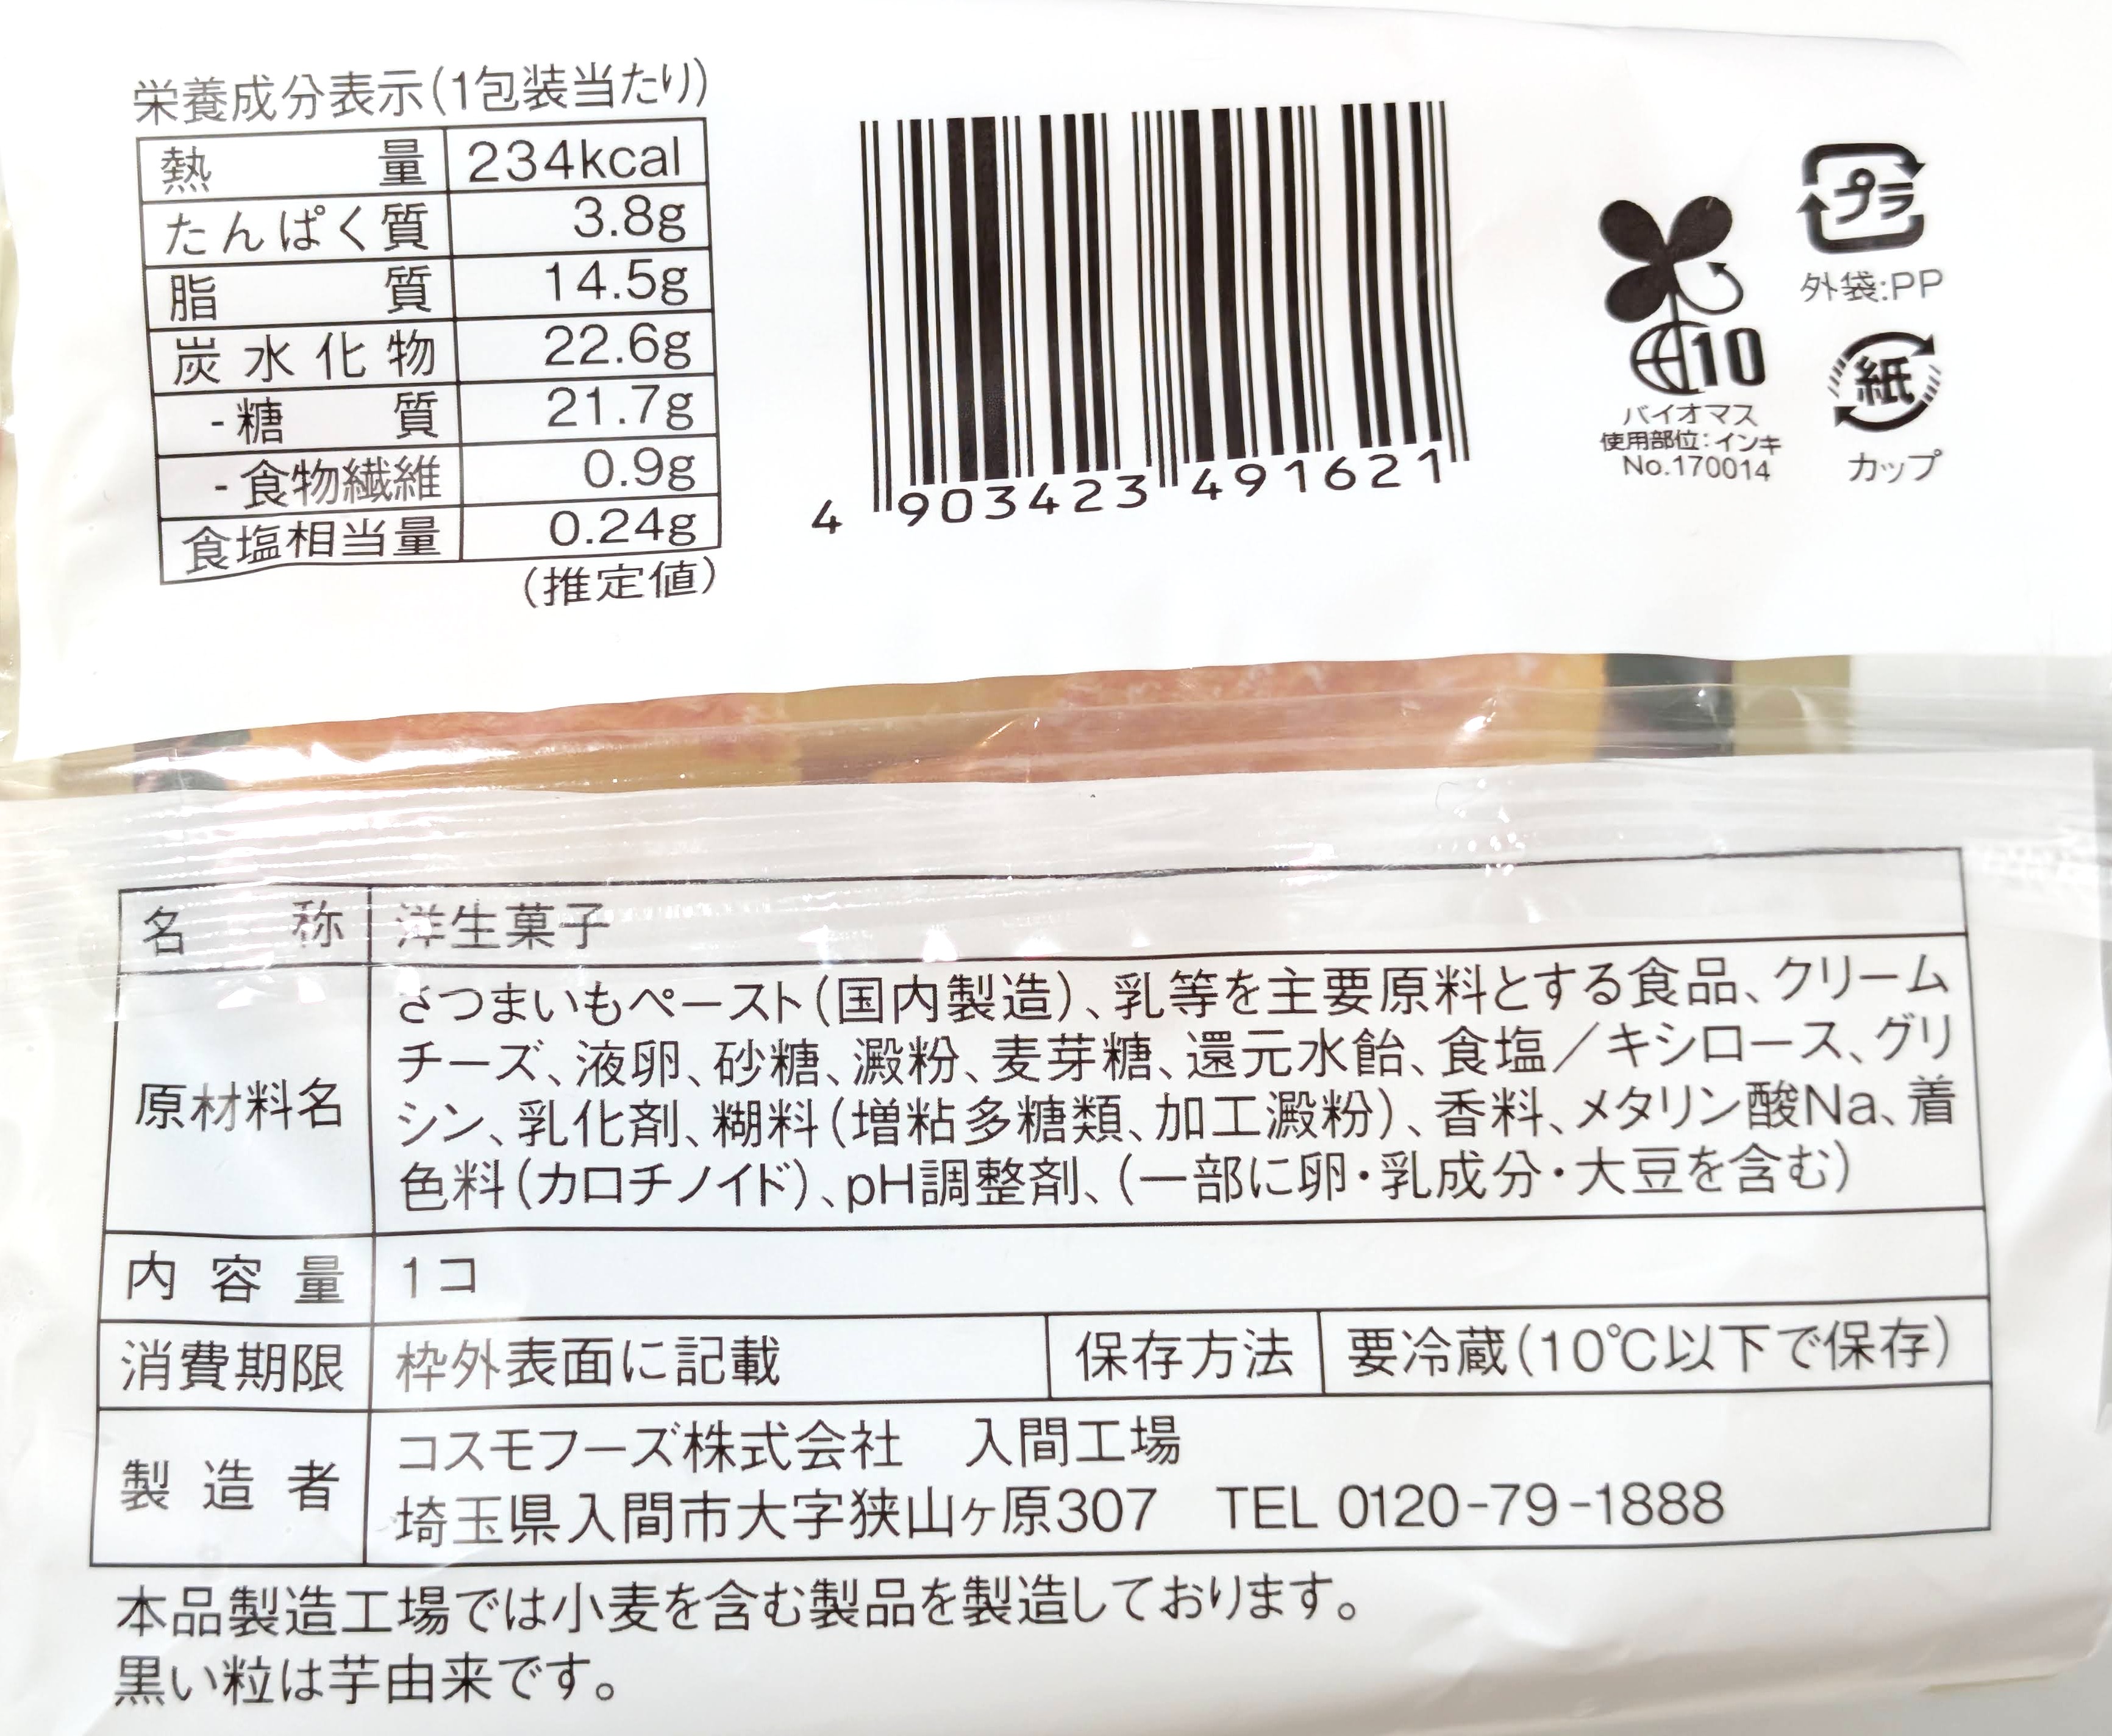 栄養成分表示(1包装当たり)
熱量 234kcal
たんぱく質 3.8g
脂質 14.5g
炭水化物 22.6g
-糖質 21.7g
-食物繊維 0.9g
食塩相当量 0.24g
(推定値)
4 903423 491621
10
バイオマス
使用部位:インキ
No.170014
プラ
外袋:PP
紙
カップ
名称 洋生菓子
原材料名
さつまいもペースト(国内製造)、乳等を主要原料とする食品、クリーム
チーズ、液卵、砂糖、澱粉、麦芽糖、還元水飴、食塩/キシロース、グリ
シン、乳化剤、糊料(増粘多糖類、加工澱粉)、香料、メタリン酸Na、着
色料(カロチノイド)、pH調整剤、(一部に卵・乳成分・大豆を含む)
内容量 1コ
消費期限 枠外表面に記載 保存方法 要冷蔵(10℃以下で保存)
製造者
コスモフーズ株式会社 入間工場
埼玉県入間市大字狭山ヶ原307 TEL 0120-79-1888
本品製造工場では小麦を含む製品を製造しております。
黒い粒は芋由来です。